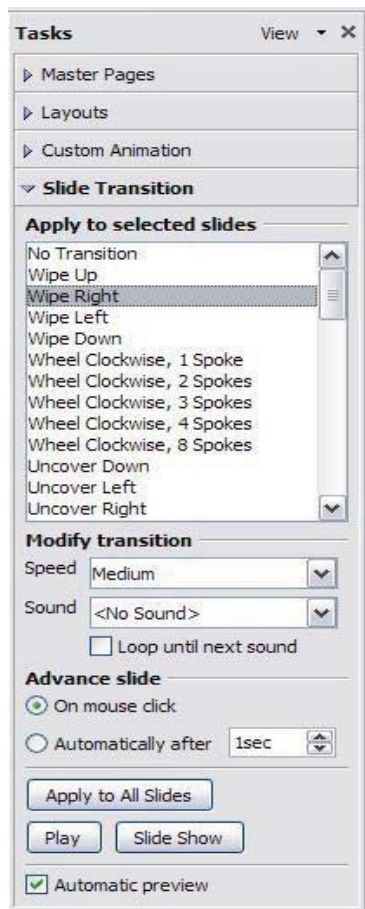 Tasks View
Master Pages
Layouts
Custom Animation
Slide Transition
Apply to selected slides
No Transition
Wipe Up
Wipe Right
Wipe Left
Wipe Down
Wheel Clockwise, 1 Spoke
Wheel Clockwise, 2 Spokes
Wheel Clockwise, 3 Spokes
Wheel Clockwise, 4 Spokes
Wheel Clockwise, 8 Spokes
Uncover Down
Uncover Left
Uncover Right
Modify transition
Speed Medium
Sound <No Sound>
Loop until next sound
Advance slide
On mouse click
Automatically after 1sec
Apply to All Slides
Play Slide Show
Automatic preview